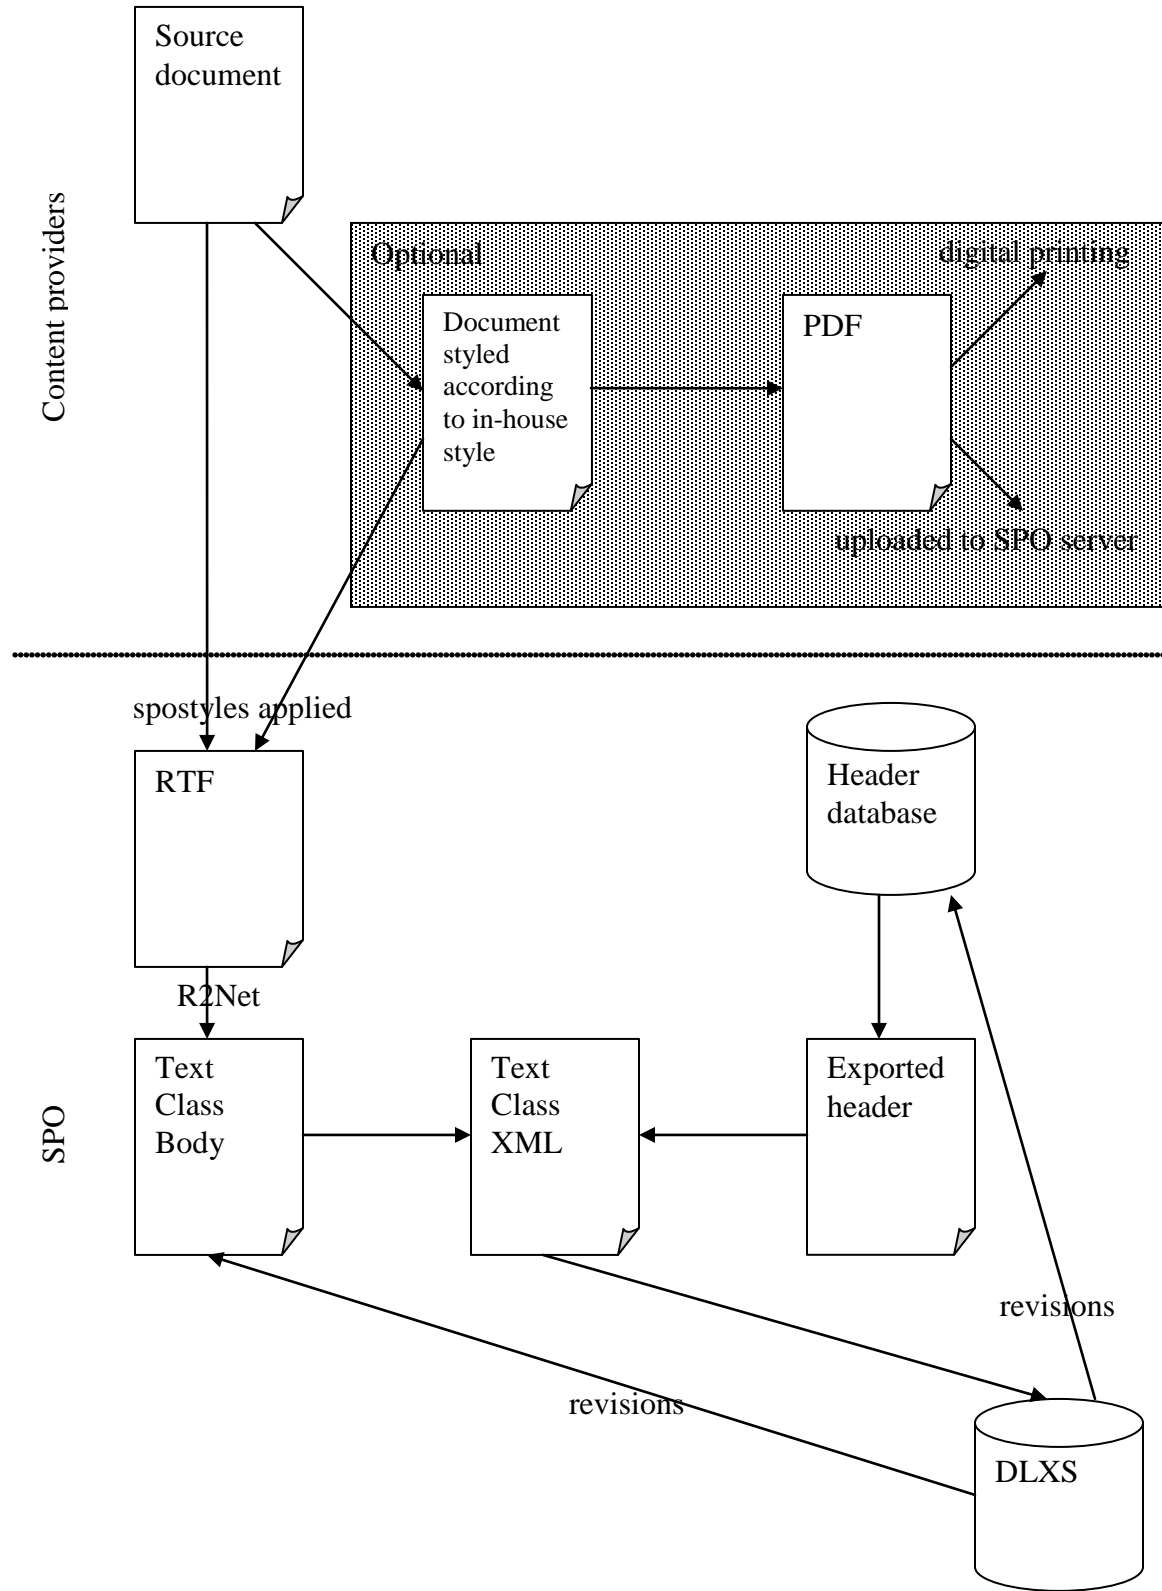 Source
document
Content providers
Optional
digital printing
Document
styled
according
to in-house
style
PDF
uploaded to SPO server
spostyles applied
RTF
Header
database
R2Net
SPO
Text
Class
Body
Text
Class
XML
Exported
header
revisions
revisions
DLXS